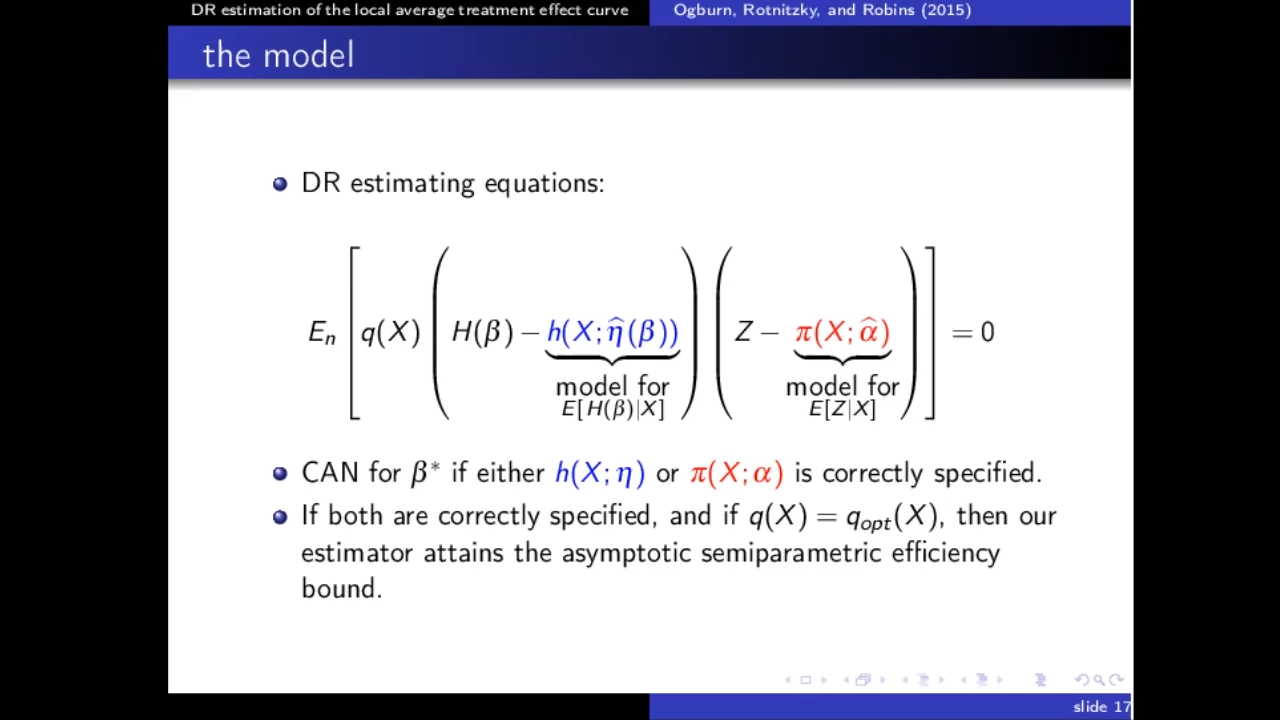 DR estimation of the local average treatment effect curve
Ogburn, Rotnitzky, and Robins (2015)
the model
DR estimating equations:
E_n [ q(X) ( H(β) − h(X; η̂(β)) ) ( Z − π(X; α̂) ) ] = 0
model for
E[H(β)|X]
model for
E[Z|X]
CAN for β* if either h(X; η) or π(X; α) is correctly specified.
If both are correctly specified, and if q(X) = q_opt(X), then our
estimator attains the asymptotic semiparametric efficiency
bound.
slide 17